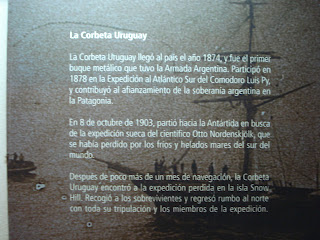 La Corbeta Uruguay
La Corbeta Uruguay llegó al país el año 1874, y fue el primer
buque metálico que tuvo la Armada Argentina. Participó en
1878 en la Expedición al Atlántico Sur del Comodoro Luis Py,
y contribuyó al afianzamiento de la soberanía argentina en
la Patagonia.
En 8 de octubre de 1903, partió hacia la Antártida en busca
de la expedición sueca del científico Otto Nordenskjölk, que
se había perdido por los fríos y helados mares del sur del
mundo.
Después de poco más de un mes de navegación, la Corbeta
Uruguay encontró a la expedición perdida en la isla Snow
Hill. Recogió a los sobrevivientes y regresó rumbo al norte
con toda su tripulación y los miembros de la expedición.